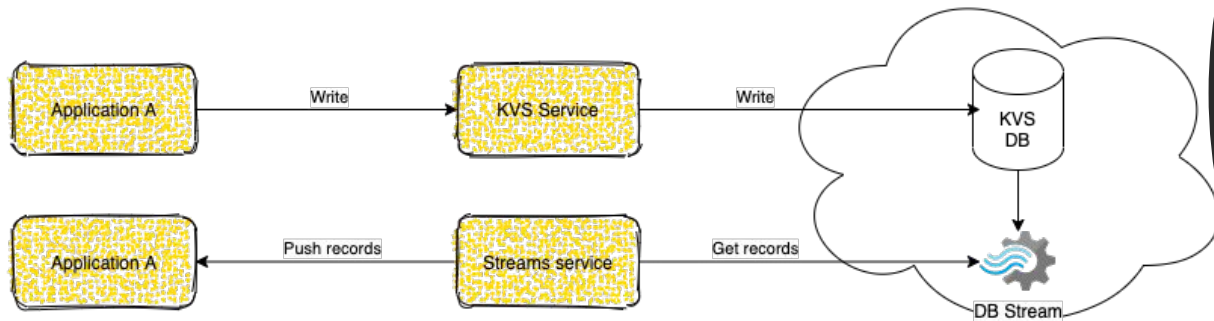 Application A
Write
KVS Service
Write
KVS
DB
Application A
Push records
Streams service
Get records
DB Stream